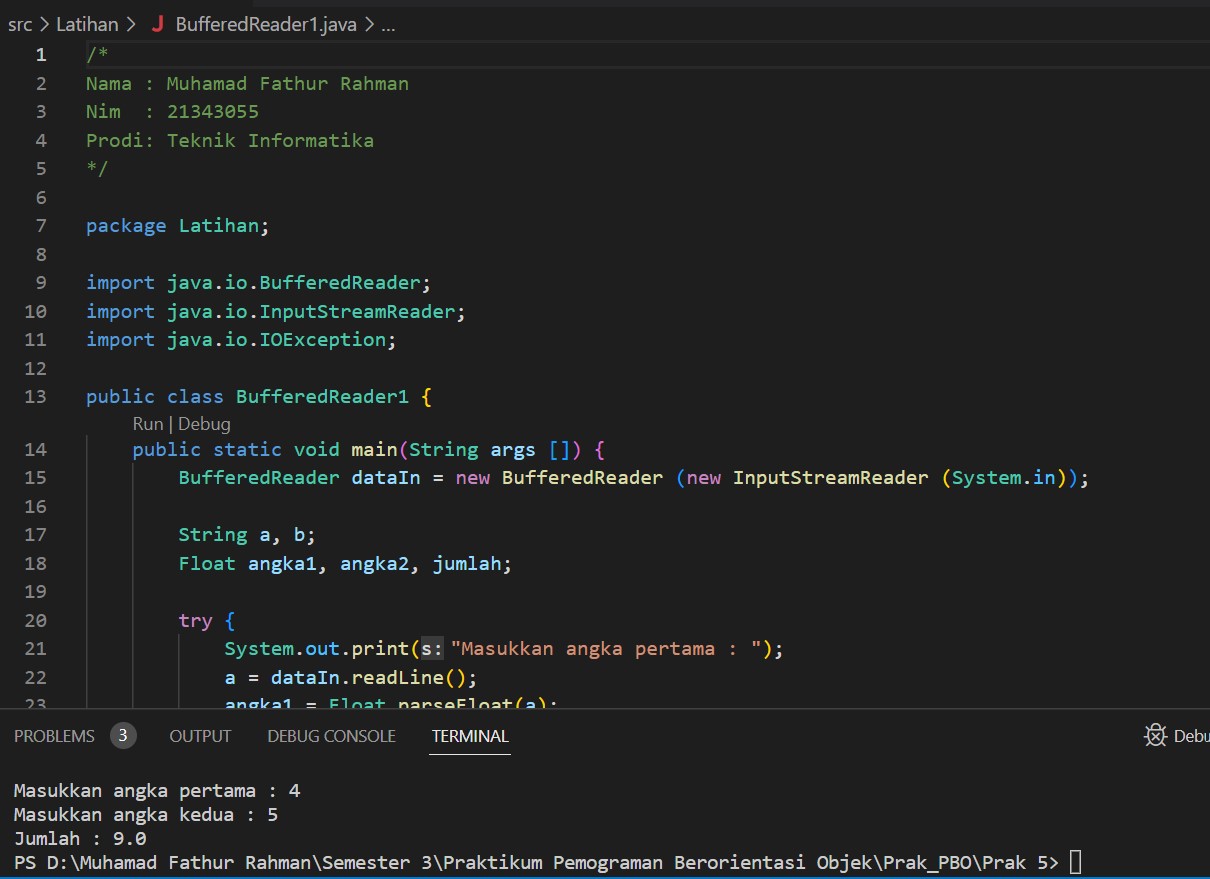 src > Latihan > J BufferedReader1.java > ...
1 /*
2 Nama : Muhamad Fathur Rahman
3 Nim  : 21343055
4 Prodi: Teknik Informatika
5 */
6
7 package Latihan;
8
9 import java.io.BufferedReader;
10 import java.io.InputStreamReader;
11 import java.io.IOException;
12
13 public class BufferedReader1 {
Run | Debug
14     public static void main(String args []) {
15         BufferedReader dataIn = new BufferedReader (new InputStreamReader (System.in));
16
17         String a, b;
18         Float angka1, angka2, jumlah;
19
20         try {
21             System.out.print(s: "Masukkan angka pertama : ");
22             a = dataIn.readLine();
23             angka1 = Float.parseFloat(a);
PROBLEMS 3 OUTPUT DEBUG CONSOLE TERMINAL Debu
Masukkan angka pertama : 4
Masukkan angka kedua : 5
Jumlah : 9.0
PS D:\Muhamad Fathur Rahman\Semester 3\Praktikum Pemograman Berorientasi Objek\Prak_PBO\Prak 5>